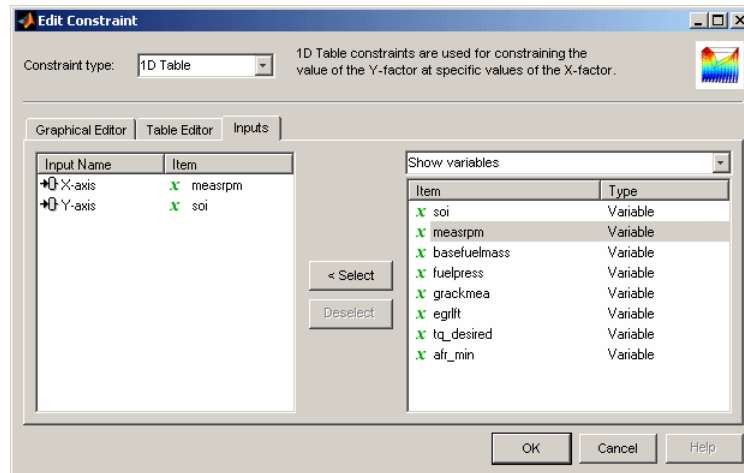 Edit Constraint
Constraint type:
1D Table
1D Table constraints are used for constraining the
value of the Y-factor at specific values of the X-factor.
Graphical Editor
Table Editor
Inputs
Input Name Item
X-axis x measrpm
Y-axis x soi
< Select
Deselect
Show variables
Item Type
x soi Variable
x measrpm Variable
x basefuelmass Variable
x fuelpress Variable
x grackmea Variable
x egrlft Variable
x tq_desired Variable
x afr_min Variable
OK
Cancel
Help